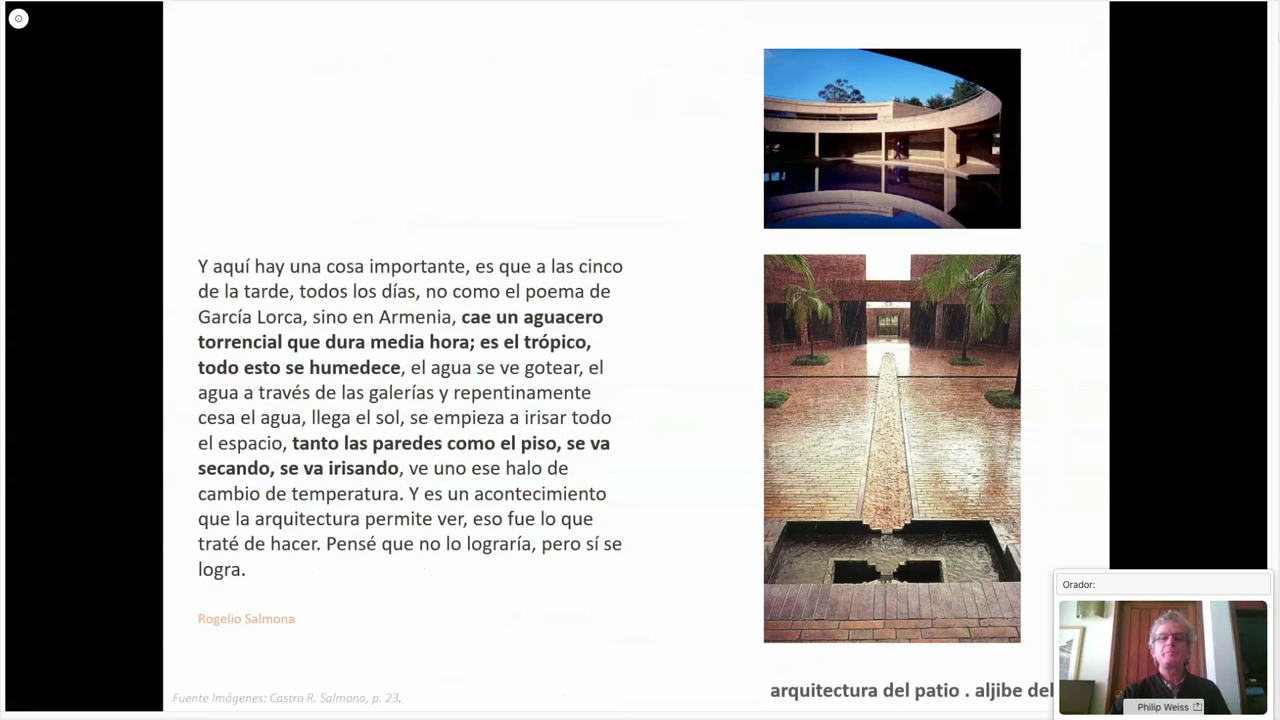 Y aquí hay una cosa importante, es que a las cinco
de la tarde, todos los días, no como el poema de
García Lorca, sino en Armenia, cae un aguacero
torrencial que dura media hora; es el trópico,
todo esto se humedece, el agua se ve gotear, el
agua a través de las galerías y repentinamente
cesa el agua, llega el sol, se empieza a irisar todo
el espacio, tanto las paredes como el piso, se va
secando, se va irisando, ve uno ese halo de
cambio de temperatura. Y es un acontecimiento
que la arquitectura permite ver, eso fue lo que
traté de hacer. Pensé que no lo lograría, pero sí se
logra.
Rogelio Salmona
Fuente Imágenes: Castro R. Salmona, p. 23.
arquitectura del patio . aljibe del
Orador:
Philip Weiss